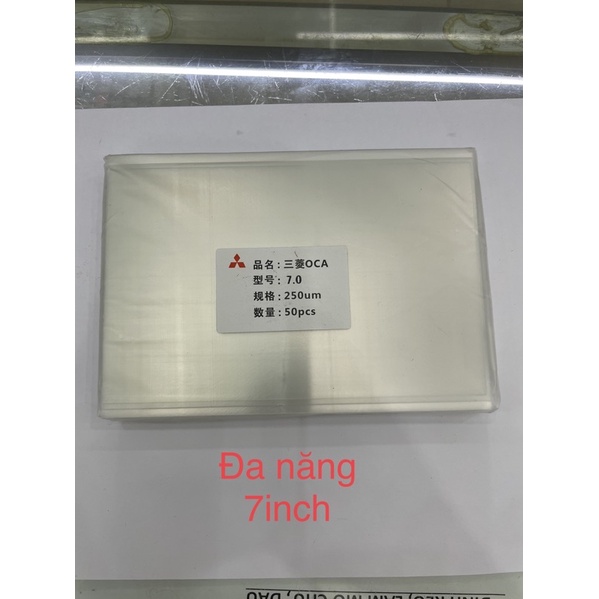 品名：三菱OCA
型号：7.0
规格：250um
数量：50pcs
Đa năng
7inch